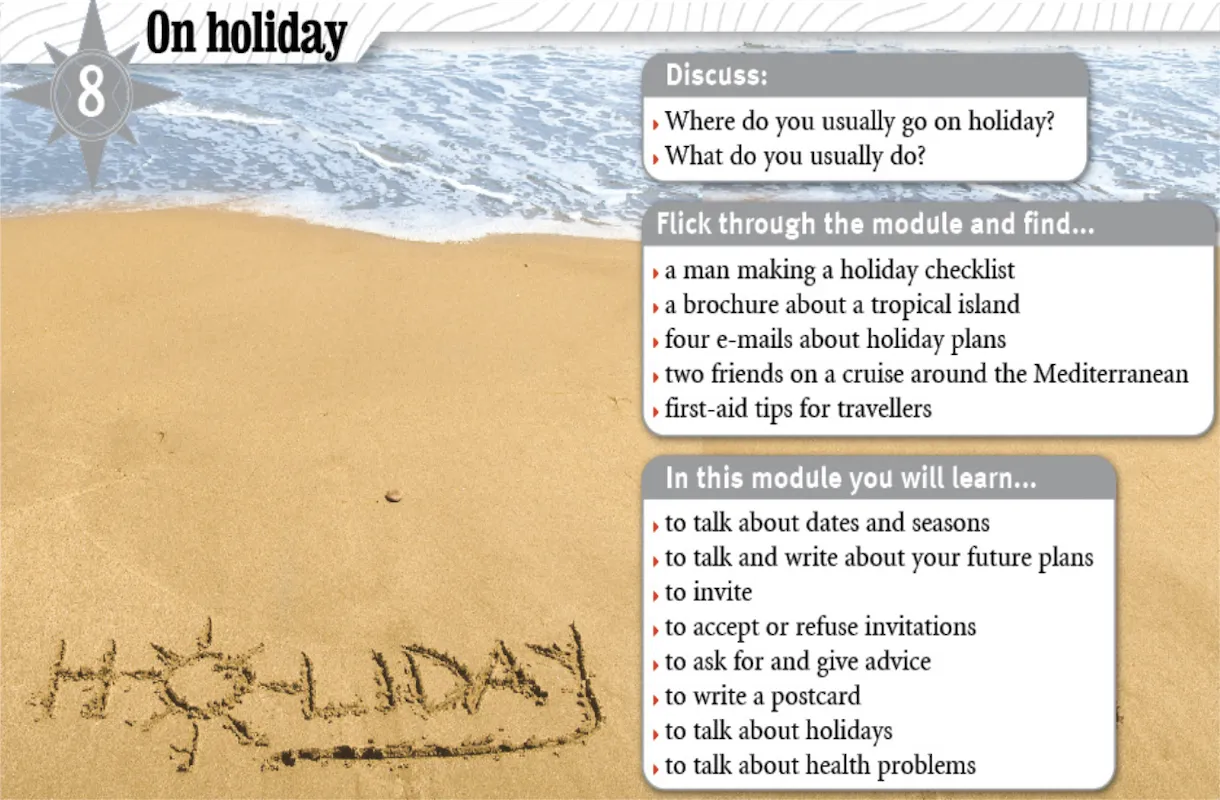 On holiday
8
Discuss:
Where do you usually go on holiday?
What do you usually do?
Flick through the module and find...
a man making a holiday checklist
a brochure about a tropical island
four e-mails about holiday plans
two friends on a cruise around the Mediterranean
first-aid tips for travellers
In this module you will learn...
to talk about dates and seasons
to talk and write about your future plans
to invite
to accept or refuse invitations
to ask for and give advice
to write a postcard
to talk about holidays
to talk about health problems
HOLIDAY